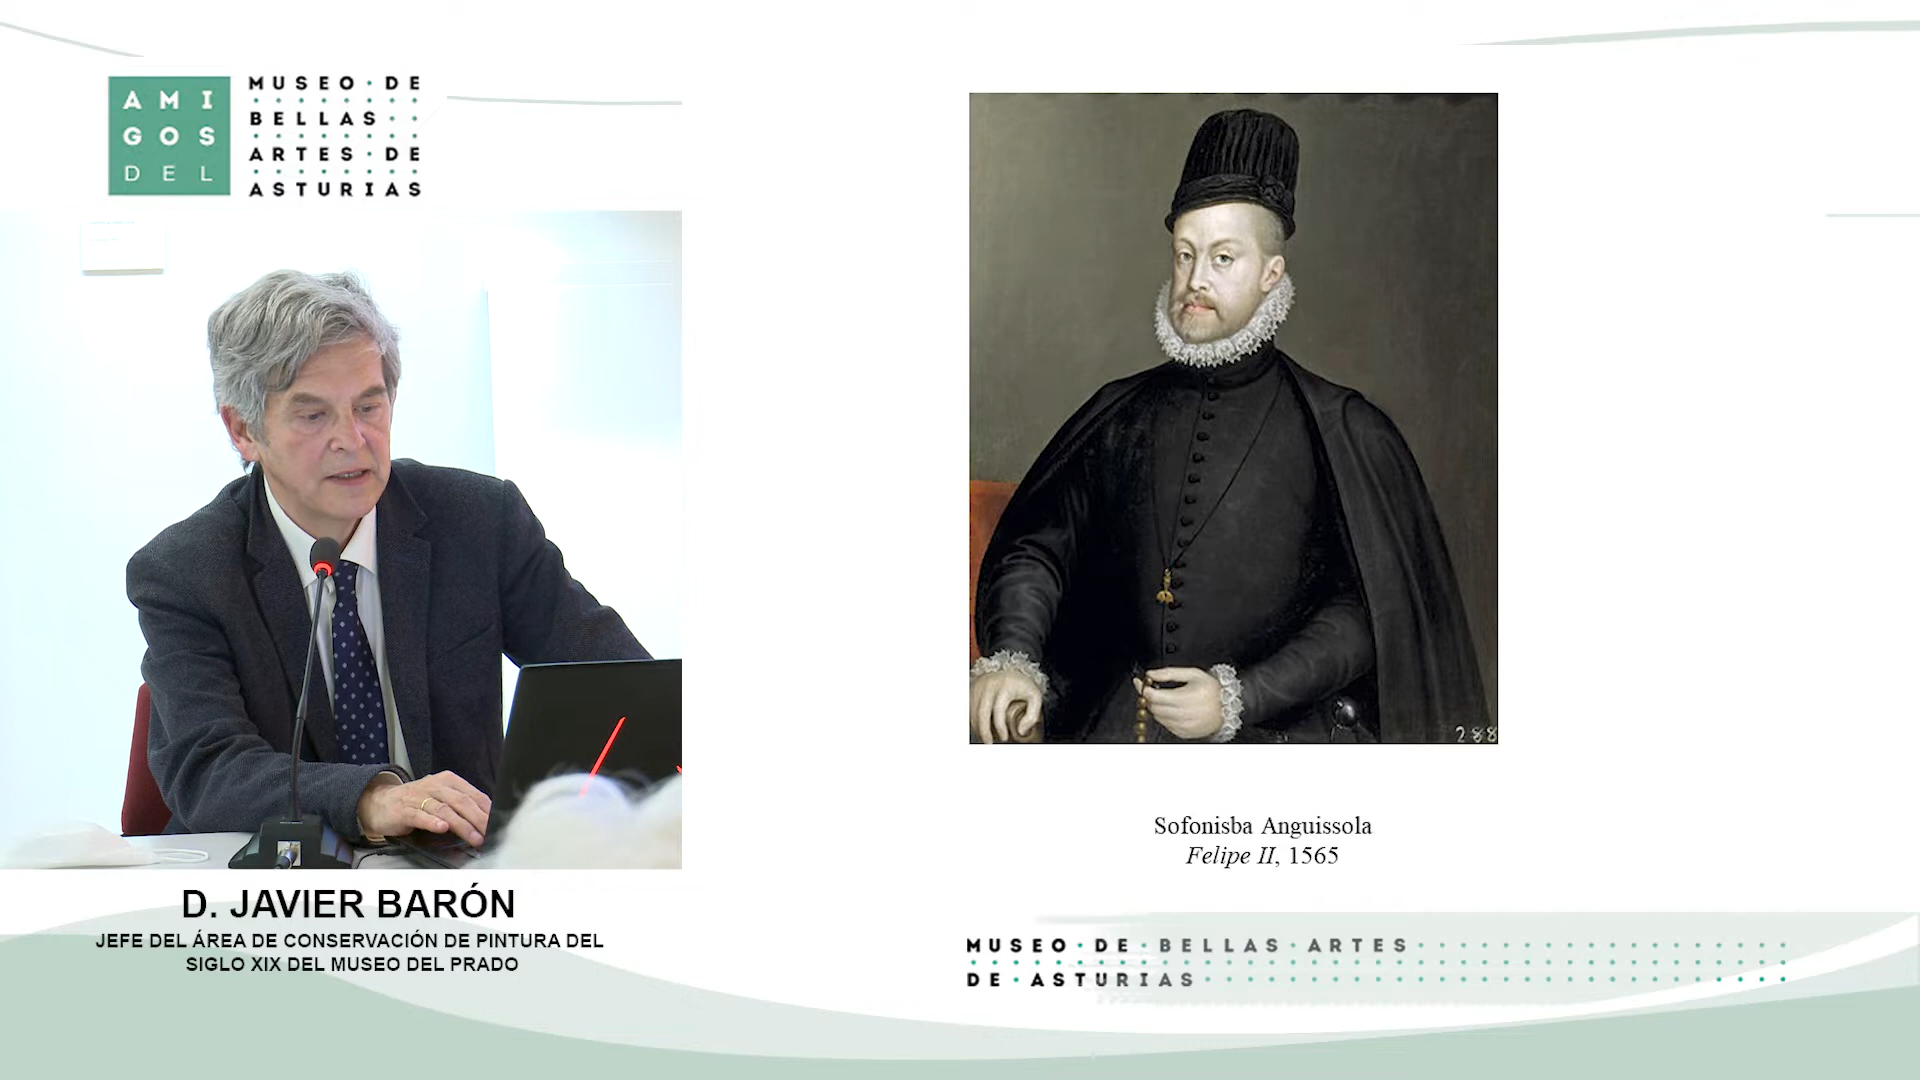 AMI
GOS
DEL
MUSEO·DE
BELLAS
ARTES·DE
ASTURIAS
288
Sofonisba Anguissola
Felipe II, 1565
D. JAVIER BARÓN
JEFE DEL ÁREA DE CONSERVACIÓN DE PINTURA DEL
SIGLO XIX DEL MUSEO DEL PRADO
MUSEO·DE·BELLAS·ARTES
DE·ASTURIAS